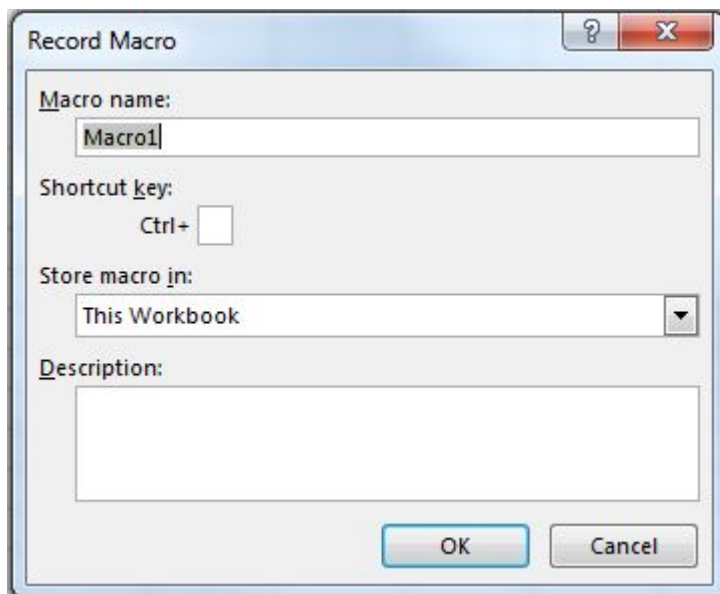 Record Macro
Macro name:
Macro1
Shortcut key:
Ctrl+
Store macro in:
This Workbook
Description:
OK Cancel